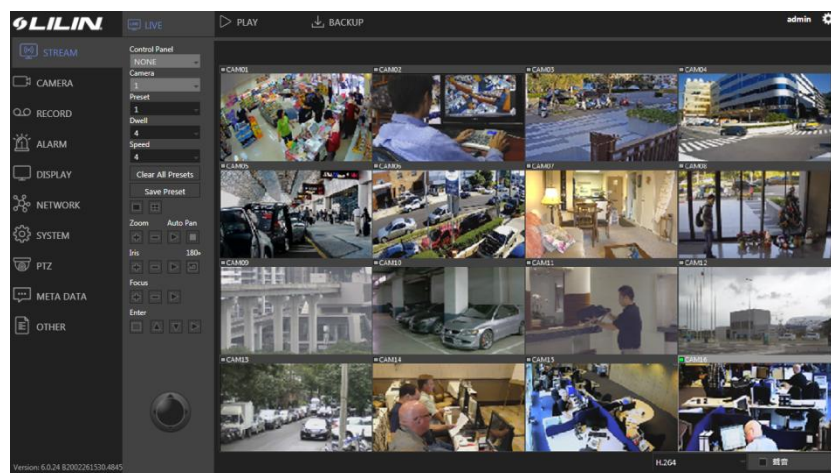 LILIN
LIVE
PLAY
BACKUP
admin
STREAM
CAMERA
RECORD
ALARM
DISPLAY
NETWORK
SYSTEM
PTZ
META DATA
OTHER
Control Panel
NONE
Camera
1
Preset
1
Dwell
4
Speed
4
Clear All Presets
Save Preset
Zoom Auto Pan
Iris 180°
Focus
Enter
CAM01 CAM02 CAM03 CAM04
CAM05 CAM06 CAM07 CAM08
CAM09 CAM10 CAM11 CAM12
CAM13 CAM14 CAM15 CAM16
H.264
Version: 6.0.24 B2002261530.4845